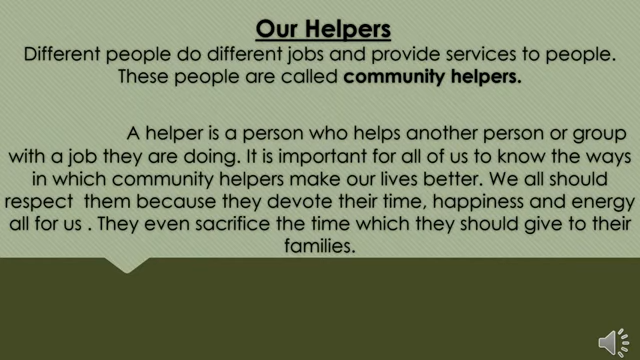 Our Helpers
Different people do different jobs and provide services to people.
These people are called community helpers.
A helper is a person who helps another person or group
with a job they are doing. It is important for all of us to know the ways
in which community helpers make our lives better. We all should
respect  them because they devote their time, happiness and energy
all for us . They even sacrifice the time which they should give to their
families.